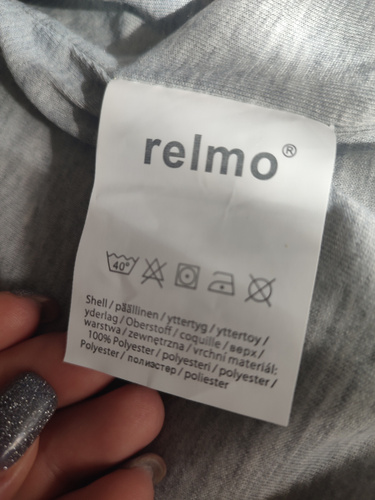 relmo®
40°
Shell / päällinen / yttertyg / yttertoy /
yderlag / Oberstoff / coquille / верх /
warstwa / zewnętrzna / vrchní materiál:
100% Polyester / polyesteri / polyester /
Polyester / полиэстер / poliester